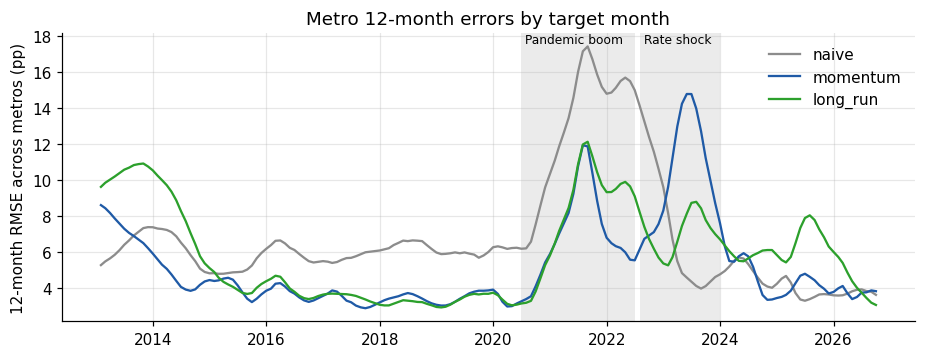 Metro 12-month errors by target month
12-month RMSE across metros (pp)
18
16
14
12
10
8
6
4
Pandemic boom
Rate shock
naive
momentum
long_run
2014
2016
2018
2020
2022
2024
2026